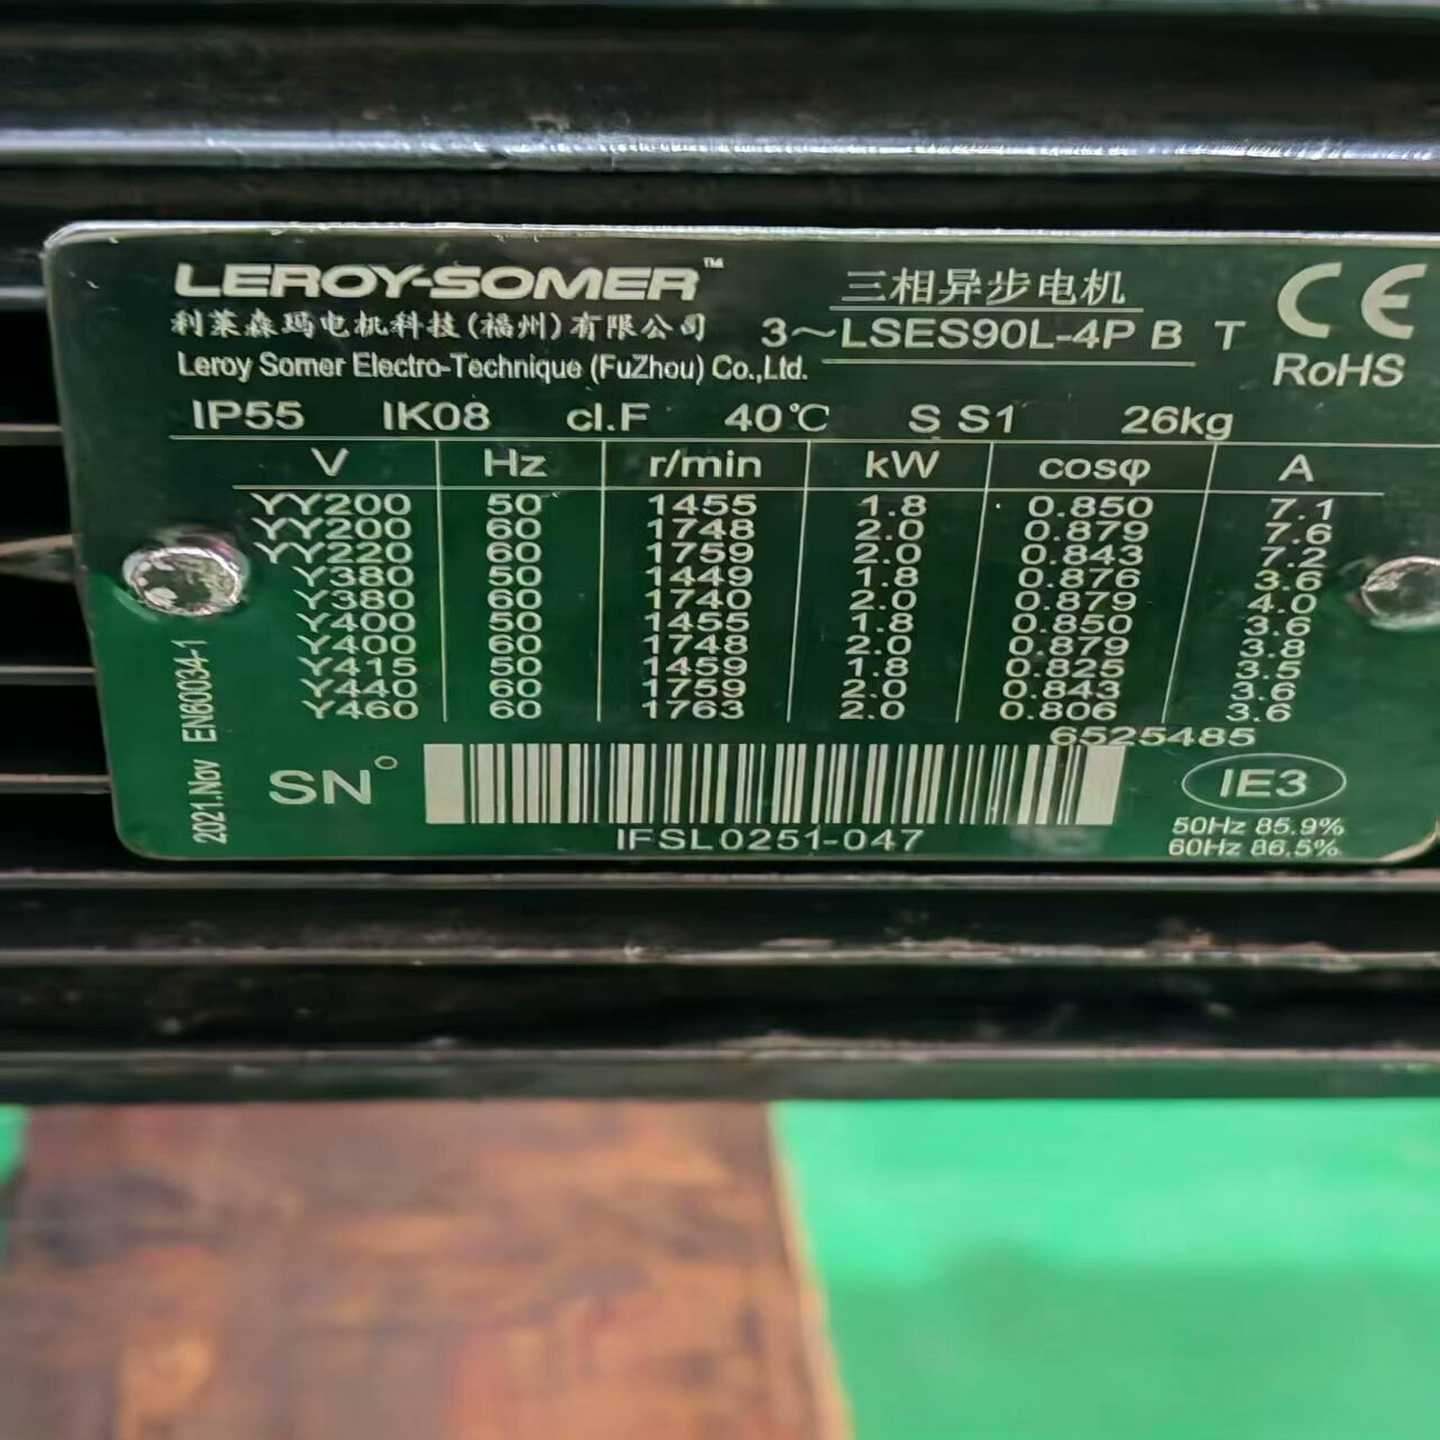 LEROY-SOMER™
利莱森玛电机科技(福州)有限公司
Leroy Somer Electro-Technique (FuZhou) Co.,Ltd.
三相异步电机
3~LSES90L-4P B T
CE
RoHS
IP55 IK08 cl.F 40℃ S S1 26kg
V Hz r/min kW cosφ A
YY200 50 1455 1.8 0.850 7.1
YY200 60 1748 2.0 0.879 7.6
YY220 60 1759 2.0 0.843 7.2
Y380 50 1449 1.8 0.876 3.6
Y380 60 1740 2.0 0.879 4.0
Y400 50 1455 1.8 0.850 3.6
Y400 60 1748 2.0 0.879 3.8
Y415 50 1459 1.8 0.825 3.5
Y440 60 1759 2.0 0.843 3.6
Y460 60 1763 2.0 0.806 3.6
6525485
2021.Nov EN60034-1
SN°
IFSL0251-047
IE3
50Hz 85.9%
60Hz 86.5%